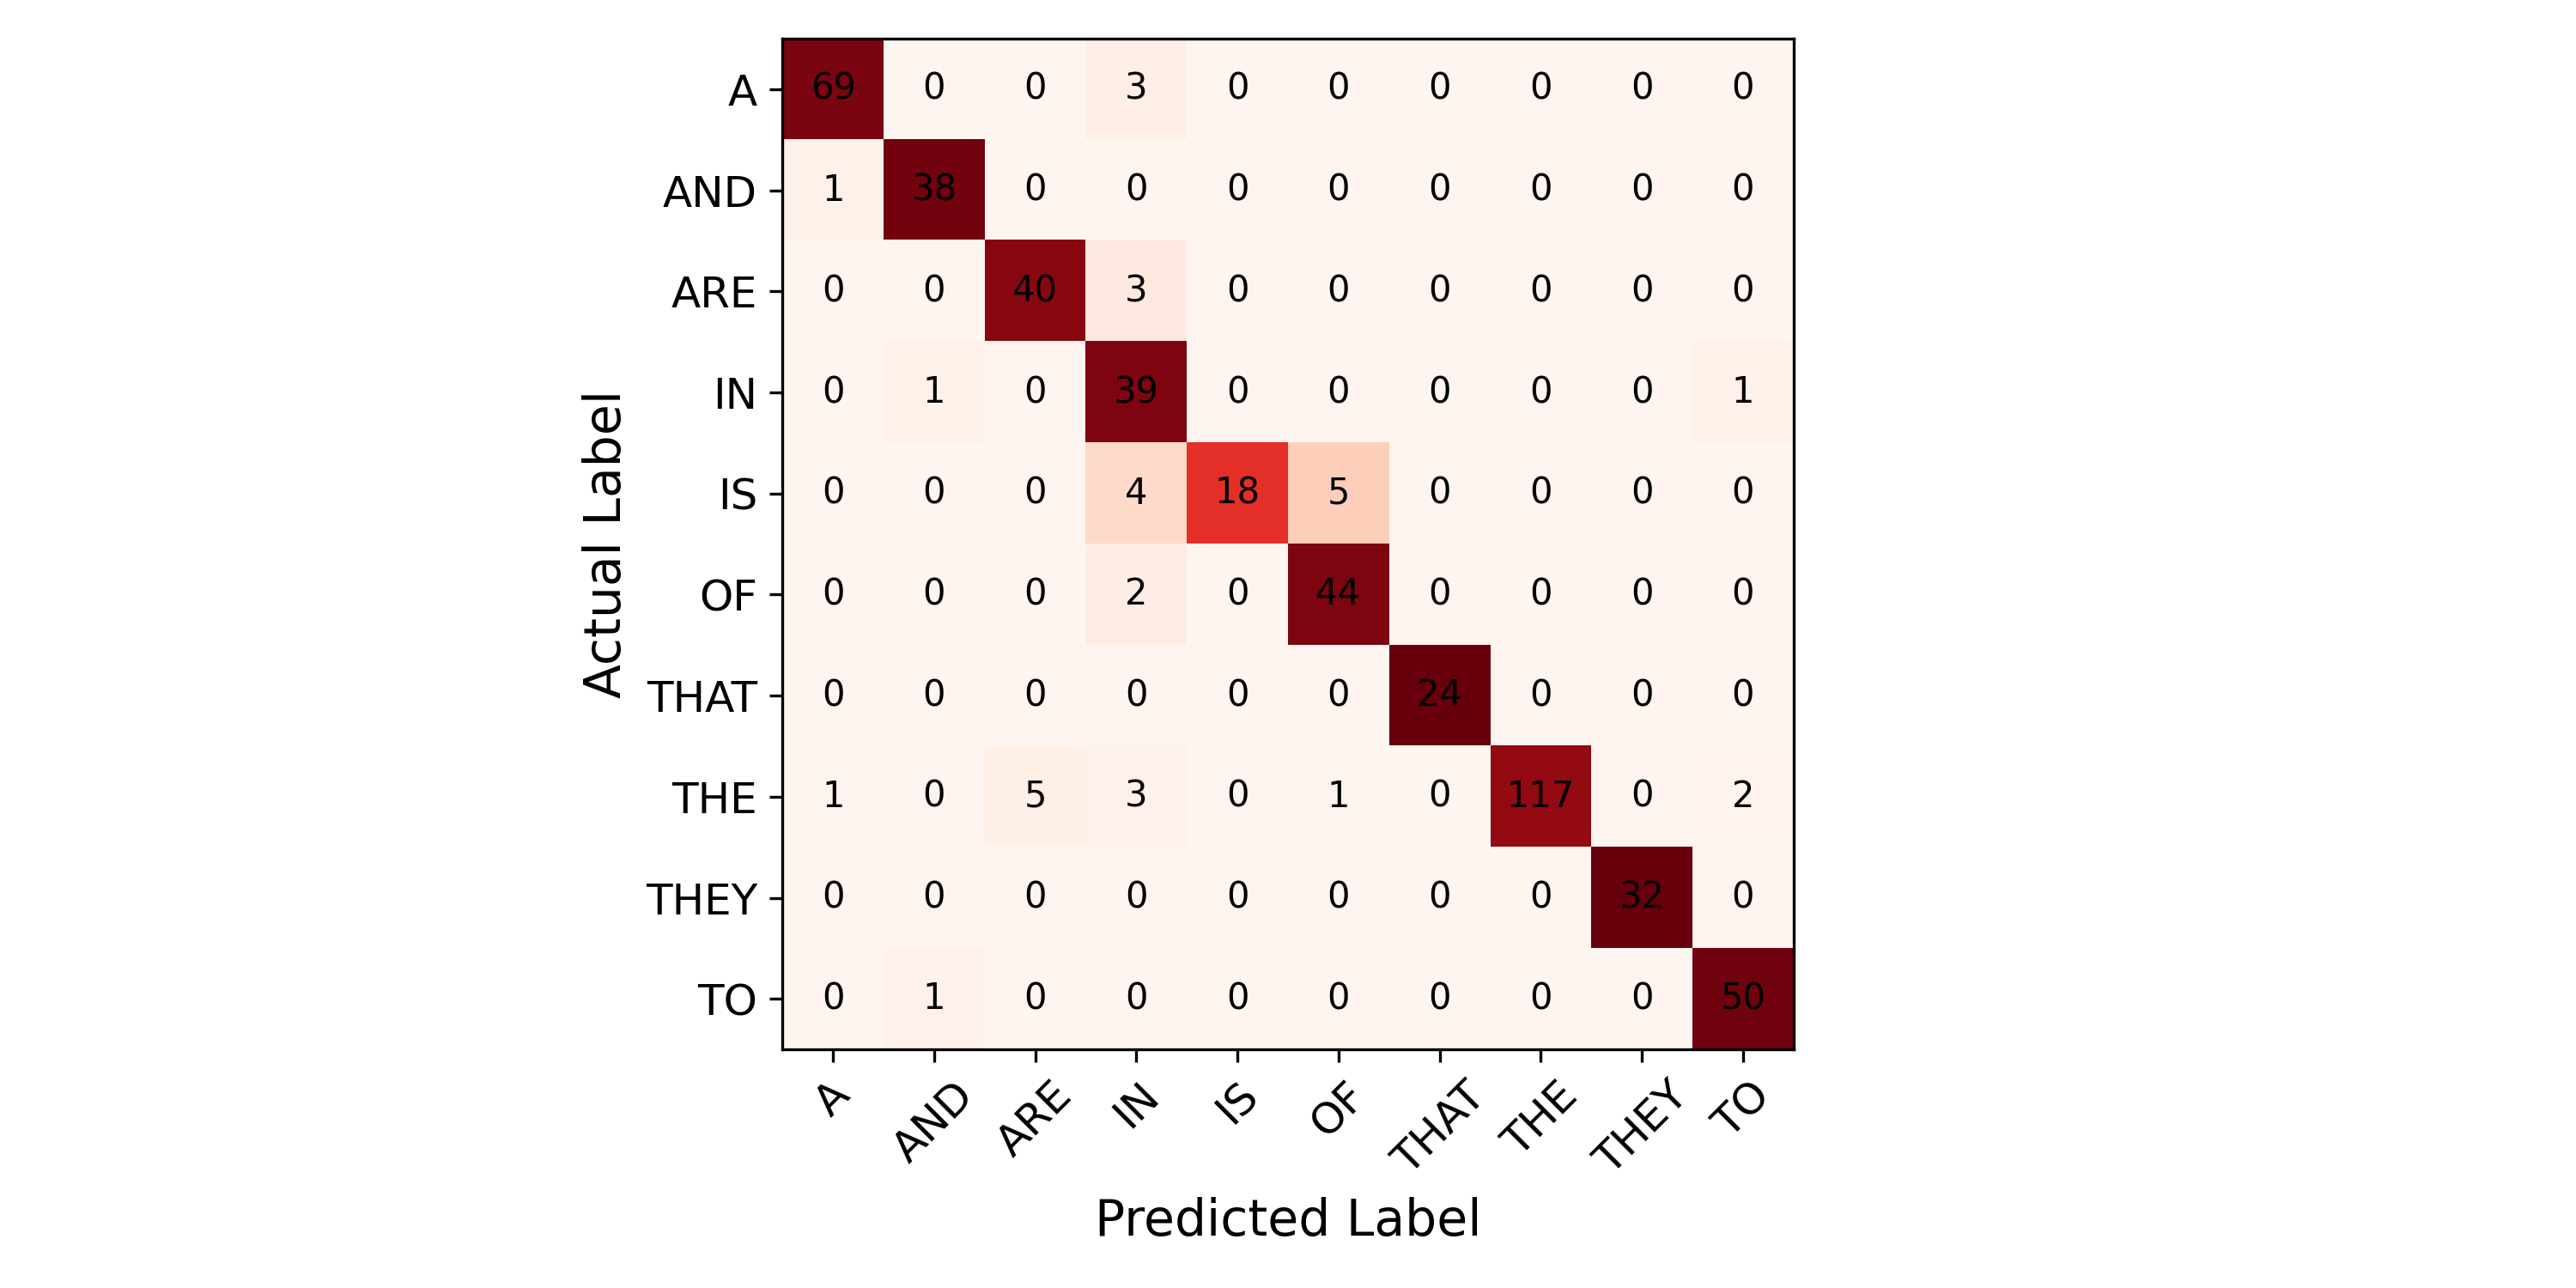 A 69 0 0 3 0 0 0 0 0 0
AND 1 38 0 0 0 0 0 0 0 0
ARE 0 0 40 3 0 0 0 0 0 0
IN 0 1 0 39 0 0 0 0 0 1
IS 0 0 0 4 18 5 0 0 0 0
OF 0 0 0 2 0 44 0 0 0 0
THAT 0 0 0 0 0 0 24 0 0 0
THE 1 0 5 3 0 1 0 117 0 2
THEY 0 0 0 0 0 0 0 0 32 0
TO 0 1 0 0 0 0 0 0 0 50
Actual Label
A AND ARE IN IS OF THAT THE THEY TO
Predicted Label